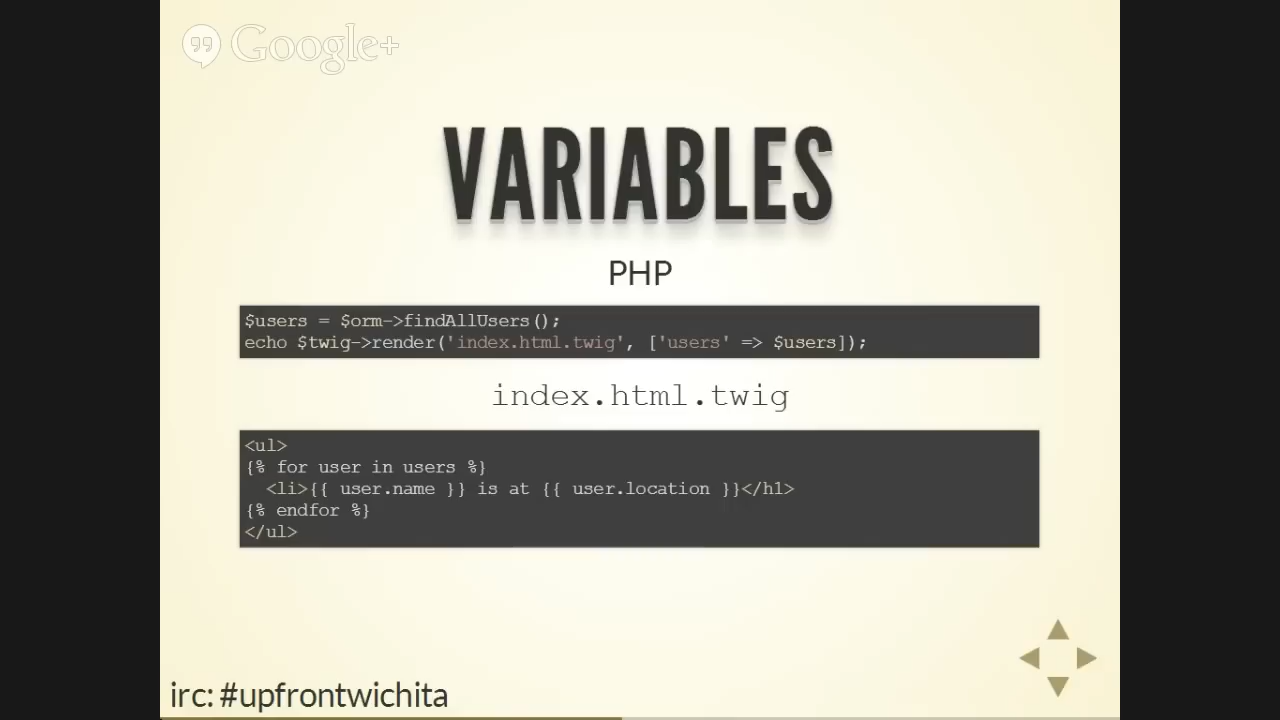 Google+
VARIABLES
PHP
$users = $orm->findAllUsers();
echo $twig->render('index.html.twig', ['users' => $users]);
index.html.twig
<ul>
{% for user in users %}
  <li>{{ user.name }} is at {{ user.location }}</h1>
{% endfor %}
</ul>
irc: #upfrontwichita